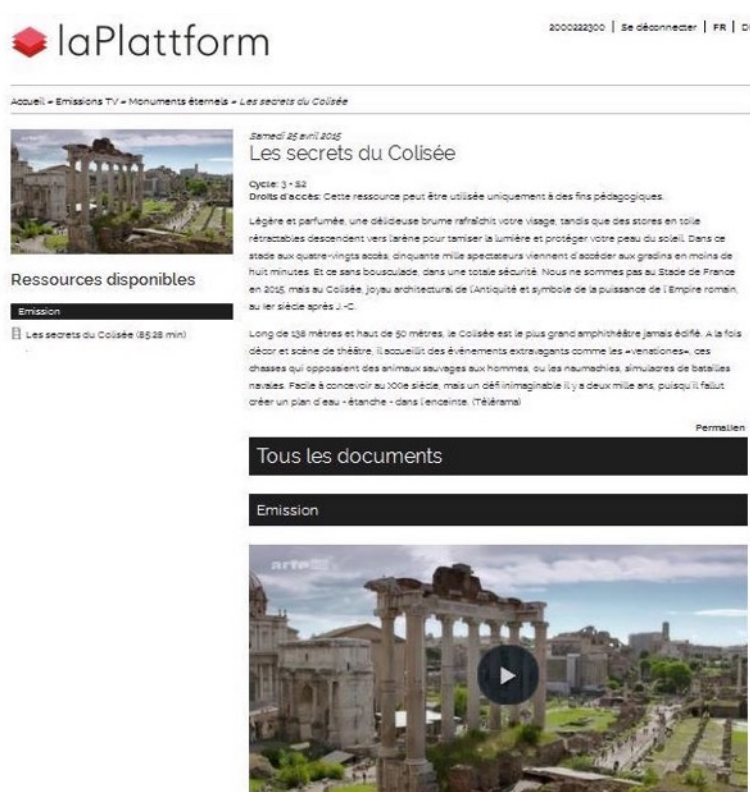 laPlattform
2000222300 | Se déconnecter | FR | D
Accueil » Emissions TV » Monuments éternels » Les secrets du Colisée
Samedi 25 avril 2015
Les secrets du Colisée
Cycle: 3 • S2
Droits d'accès: Cette ressource peut être utilisée uniquement à des fins pédagogiques.
Légère et parfumée, une délicieuse brume rafraîchit votre visage, tandis que des stores en toile
rétractables descendent vers l'arène pour tamiser la lumière et protéger votre peau du soleil. Dans ce
stade aux quatre-vingts accès, cinquante mille spectateurs viennent d'accéder aux gradins en moins de
huit minutes. Et ce sans bousculade, dans une totale sécurité. Nous ne sommes pas au Stade de France
en 2015, mais au Colisée, joyau architectural de l'Antiquité et symbole de la puissance de l'Empire romain,
au Ier siècle après J.-C.
Long de 138 mètres et haut de 50 mètres, le Colisée est le plus grand amphithéâtre jamais édifié. A la fois
décor et scène de théâtre, il accueillit des événements extravagants comme les «venationes», ces
chasses qui opposaient des animaux sauvages aux hommes, ou les naumachies, simulacres de batailles
navales. Facile à concevoir au XXIe siècle, mais un défi inimaginable il y a deux mille ans, puisqu'il fallut
créer un plan d'eau - étanche - dans l'enceinte. (Télérama)
Permalien
Ressources disponibles
Emission
Les secrets du Colisée (85:28 min)
Tous les documents
Emission
arte